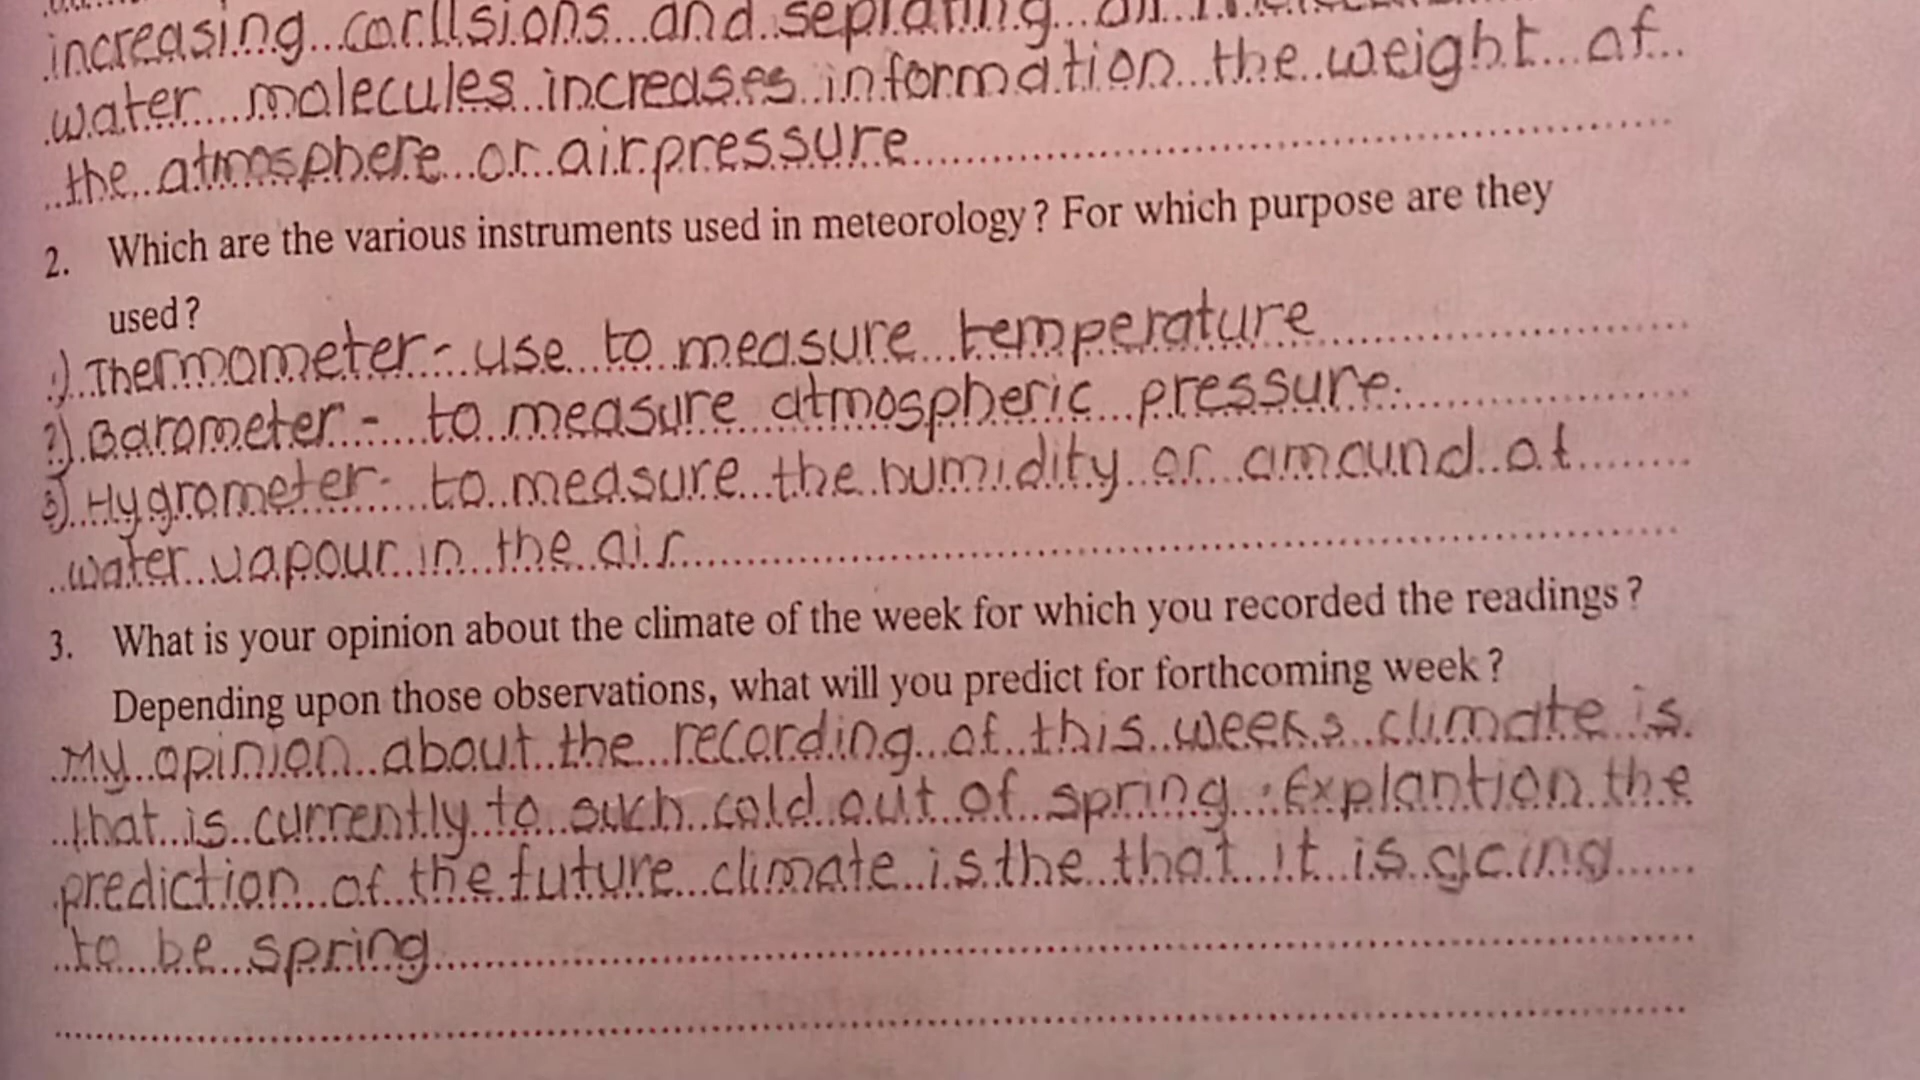 increasing corllsions and
water molecules increases information the weight of
the atmosphere or airpressure
2. Which are the various instruments used in meteorology? For which purpose are they
used?
1) Thermometer - use to measure temperature
2) Barometer - to measure atmospheric pressure.
3) Hygrometer - to measure the humidity or amound of
water vapour in the air
3. What is your opinion about the climate of the week for which you recorded the readings?
Depending upon those observations, what will you predict for forthcoming week?
My opinion about the recording of this weeks climate is
that is currently to such cold out of spring. Explantion the
prediction of the future climate is the that it is going
to be spring